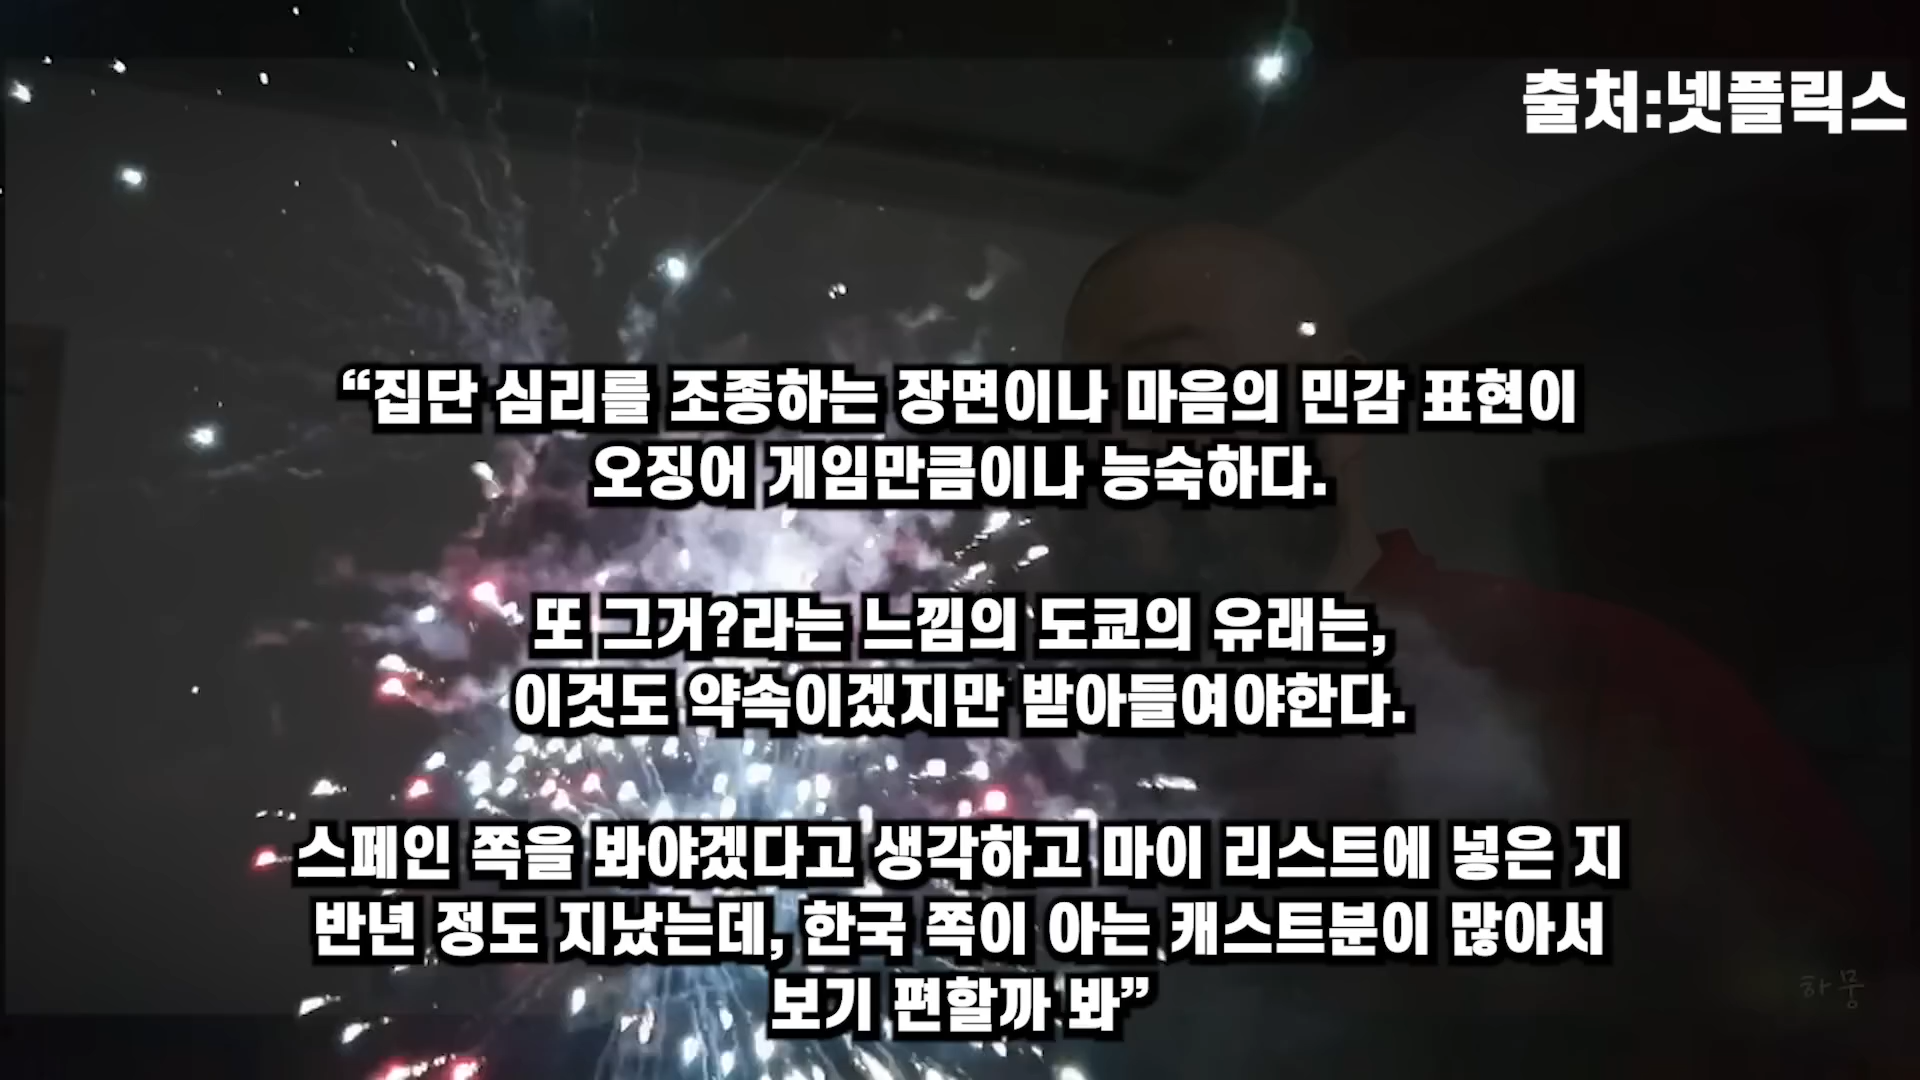 출처:넷플릭스
“집단 심리를 조종하는 장면이나 마음의 민감 표현이
오징어 게임만큼이나 능숙하다.
또 그거?라는 느낌의 도쿄의 유래는,
이것도 약속이겠지만 받아들여야한다.
스페인 쪽을 봐야겠다고 생각하고 마이 리스트에 넣은 지
반년 정도 지났는데, 한국 쪽이 아는 캐스트분이 많아서
보기 편할까 봐”
하뭉